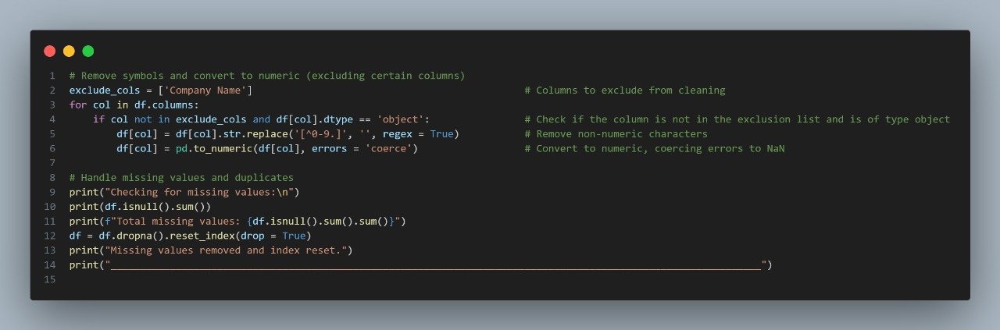 1 # Remove symbols and convert to numeric (excluding certain columns)
2 exclude_cols = ['Company Name'] # Columns to exclude from cleaning
3 for col in df.columns:
4     if col not in exclude_cols and df[col].dtype == 'object': # Check if the column is not in the exclusion list and is of type object
5         df[col] = df[col].str.replace('[^0-9.]', '', regex = True) # Remove non-numeric characters
6         df[col] = pd.to_numeric(df[col], errors = 'coerce') # Convert to numeric, coercing errors to NaN
7
8 # Handle missing values and duplicates
9 print("Checking for missing values:\n")
10 print(df.isnull().sum())
11 print(f"Total missing values: {df.isnull().sum().sum()}")
12 df = df.dropna().reset_index(drop = True)
13 print("Missing values removed and index reset.")
14 print("______________________________________________________________________________________________________________")
15